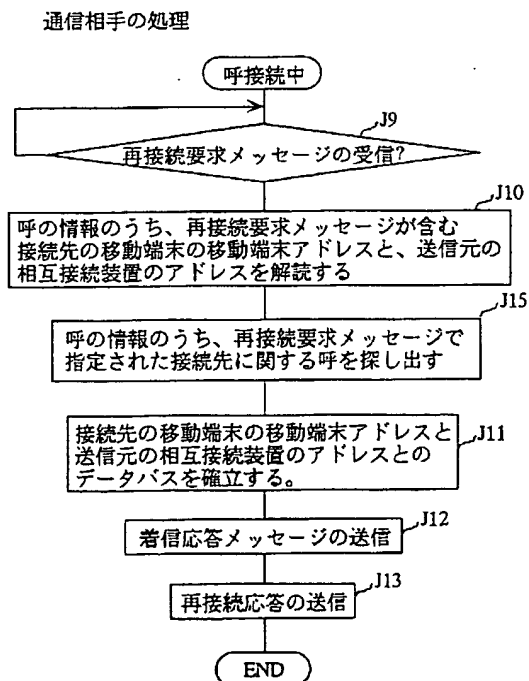 通信相手の処理
呼接続中
J9
再接続要求メッセージの受信?
J10
呼の情報のうち、再接続要求メッセージが含む
接続先の移動端末の移動端末アドレスと、送信元の
相互接続装置のアドレスを解読する
J15
呼の情報のうち、再接続要求メッセージで
指定された接続先に関する呼を探し出す
接続先の移動端末の移動端末アドレスと
送信元の相互接続装置のアドレスとの
データパスを確立する。
J11
J12
着信応答メッセージの送信
J13
再接続応答の送信
END